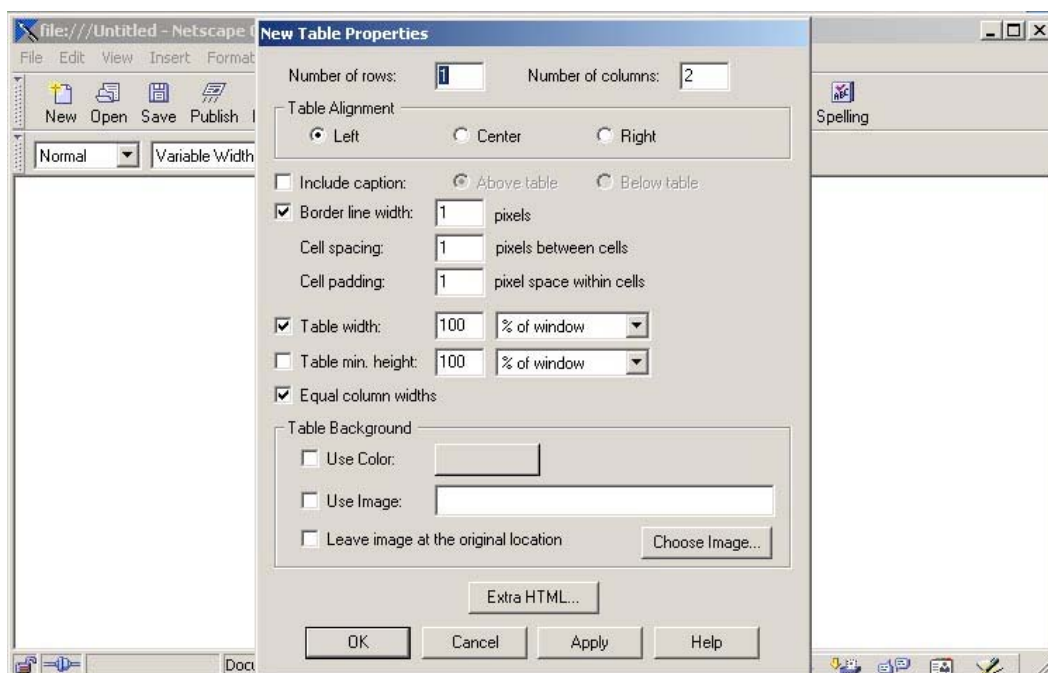 file:///Untitled - Netscape
New Table Properties
File Edit View Insert Format
Number of rows: 1 Number of columns: 2
New Open Save Publish
Spelling
Table Alignment
Left Center Right
Normal Variable Width
Include caption: Above table Below table
Border line width: 1 pixels
Cell spacing: 1 pixels between cells
Cell padding: 1 pixel space within cells
Table width: 100 % of window
Table min. height: 100 % of window
Equal column widths
Table Background
Use Color:
Use Image:
Leave image at the original location Choose Image...
Extra HTML...
OK Cancel Apply Help